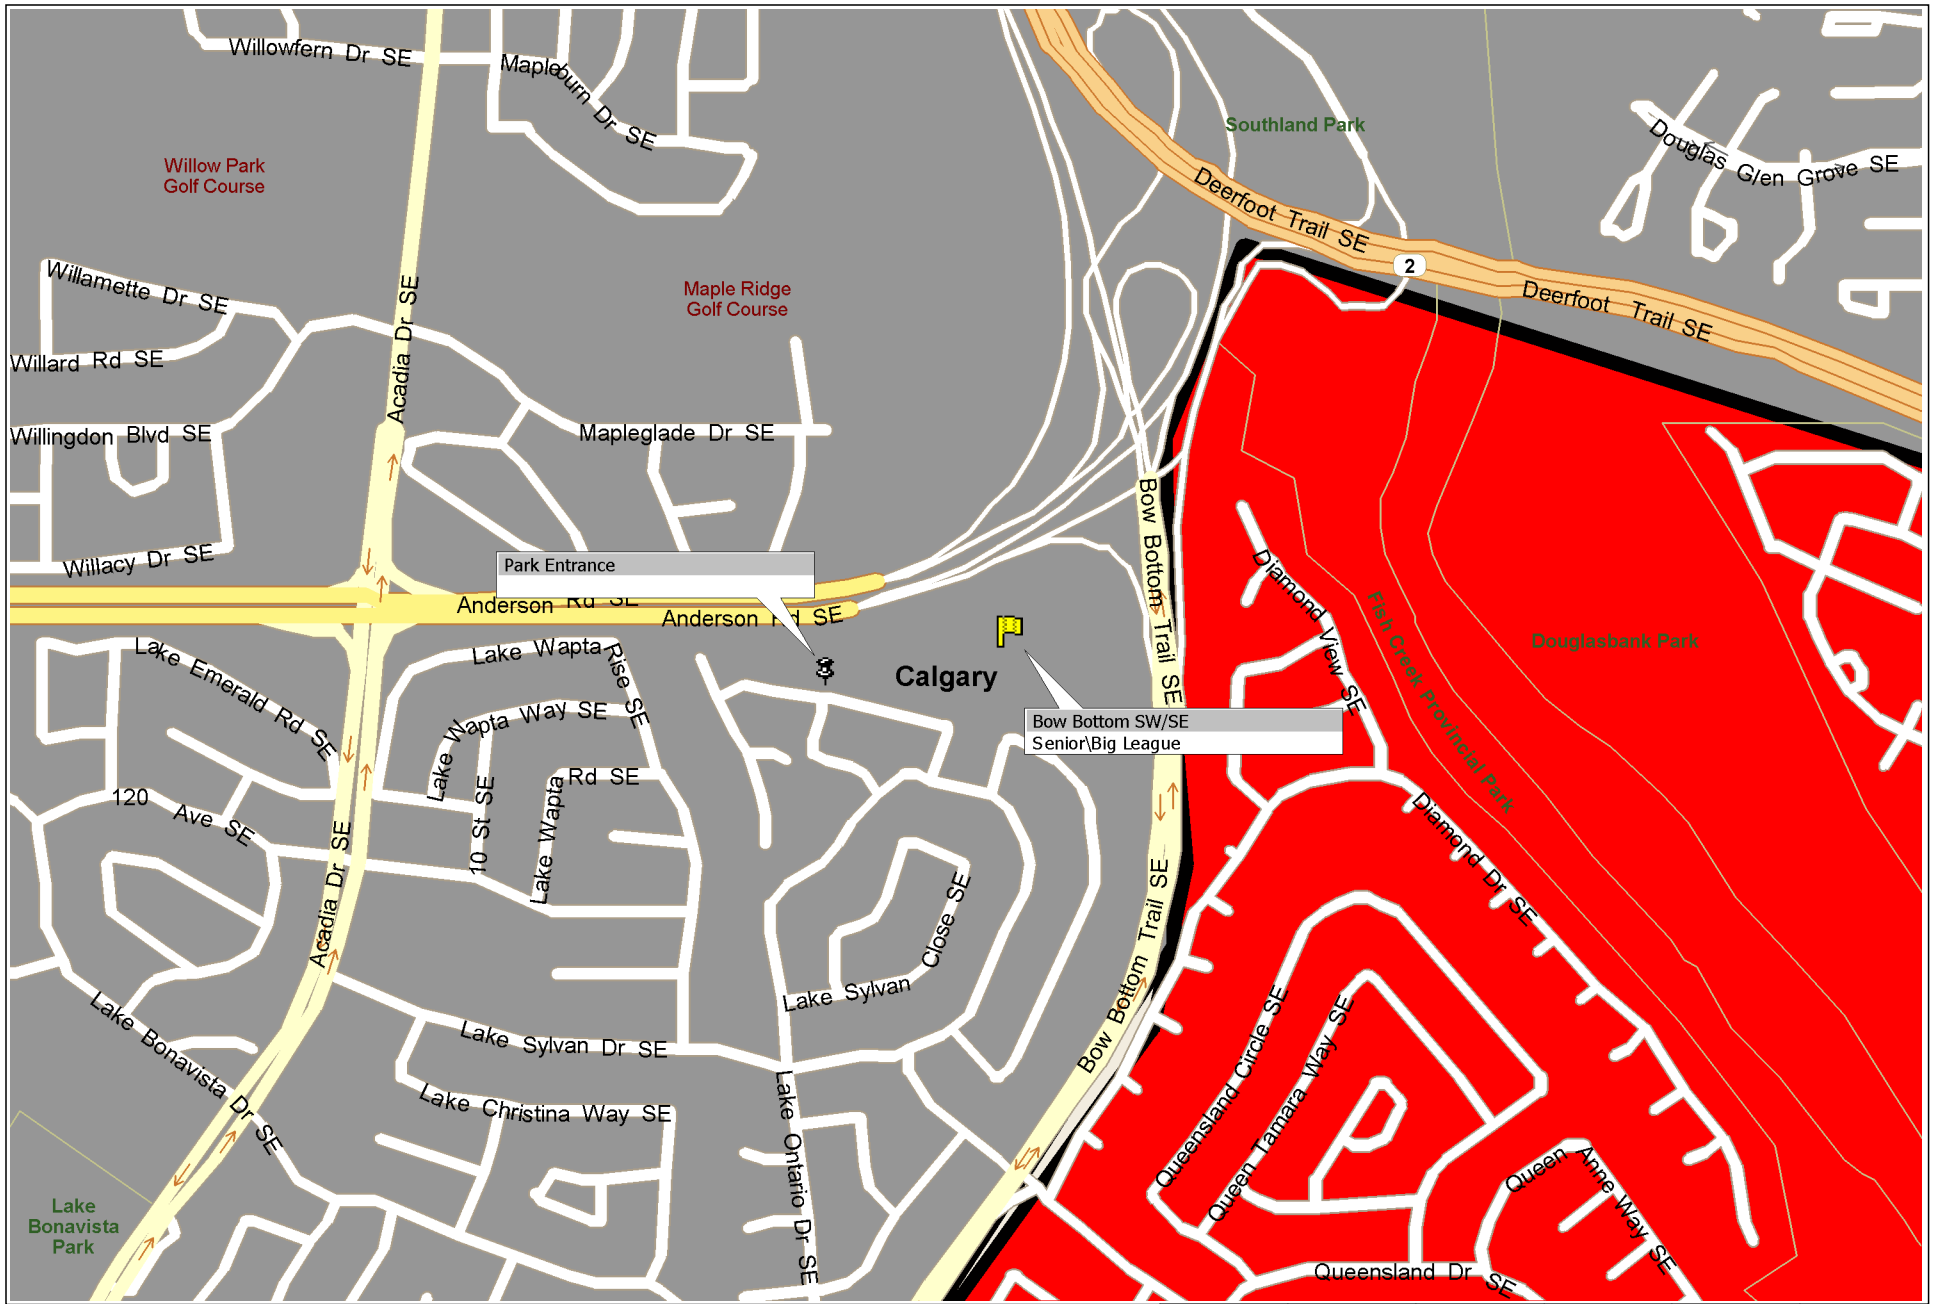 Willowfern Dr SE
Mapleburn Dr SE
Southland Park
Douglas Glen Grove SE
Willow Park
Golf Course
Deerfoot Trail SE
2
Deerfoot Trail SE
Willamette Dr SE
Acadia Dr SE
Maple Ridge
Golf Course
Willard Rd SE
Willingdon Blvd SE
Mapleglade Dr SE
Willacy Dr SE
Bow Bottom Trail SE
Park Entrance
Anderson Rd SE
Anderson Rd SE
Diamond View SE
Fish Creek Provincial Park
Douglasbank Park
Lake Emerald Rd SE
Lake Wapta Rise SE
Calgary
Lake Wapta Way SE
Bow Bottom SW/SE
Senior\Big League
Lake Wapta Rd SE
10 St SE
120 Ave SE
Diamond Dr SE
Acadia Dr SE
Close SE
Lake Sylvan
Bow Bottom Trail SE
Lake Bonavista Dr SE
Lake Sylvan Dr SE
Queensland Circle SE
Queen Tamara Way SE
Lake Christina Way SE
Lake Ontario Dr SE
Queen Anne Way SE
Lake
Bonavista
Park
Queensland Dr SE